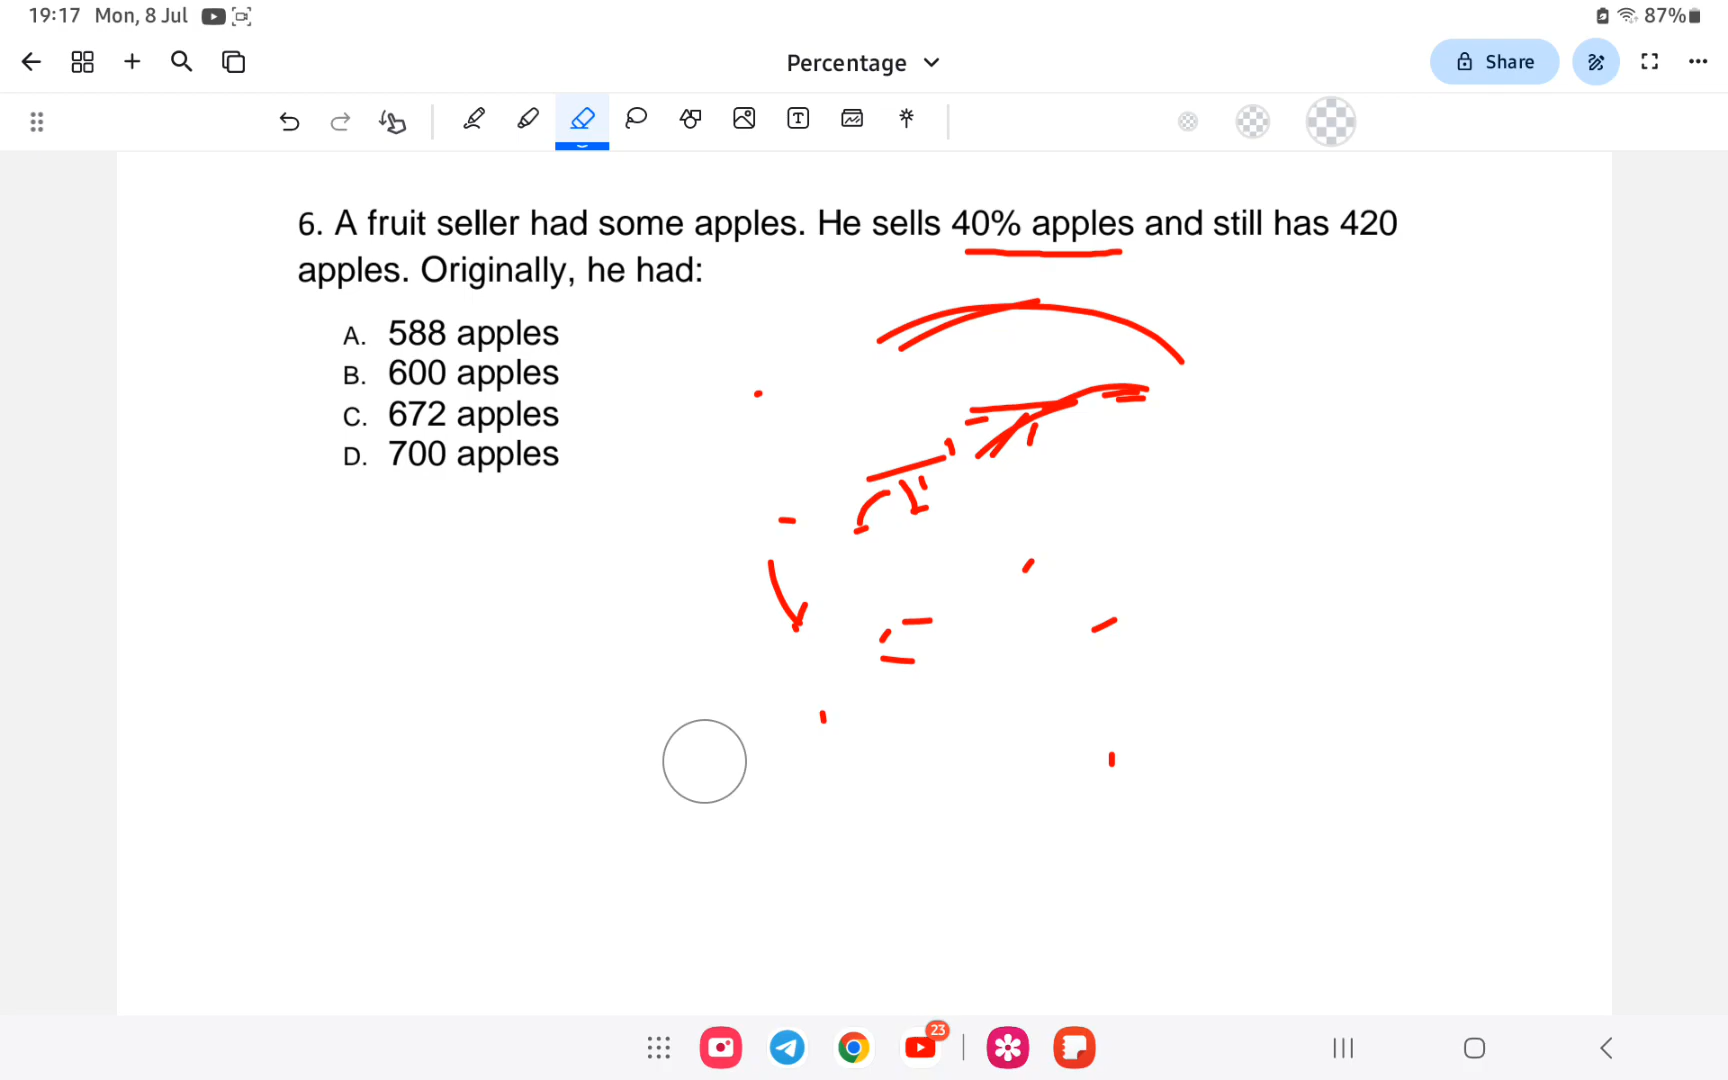 19:17 Mon, 8 Jul
87%
Percentage
Share
6. A fruit seller had some apples. He sells 40% apples and still has 420
apples. Originally, he had:
A. 588 apples
B. 600 apples
C. 672 apples
D. 700 apples
23